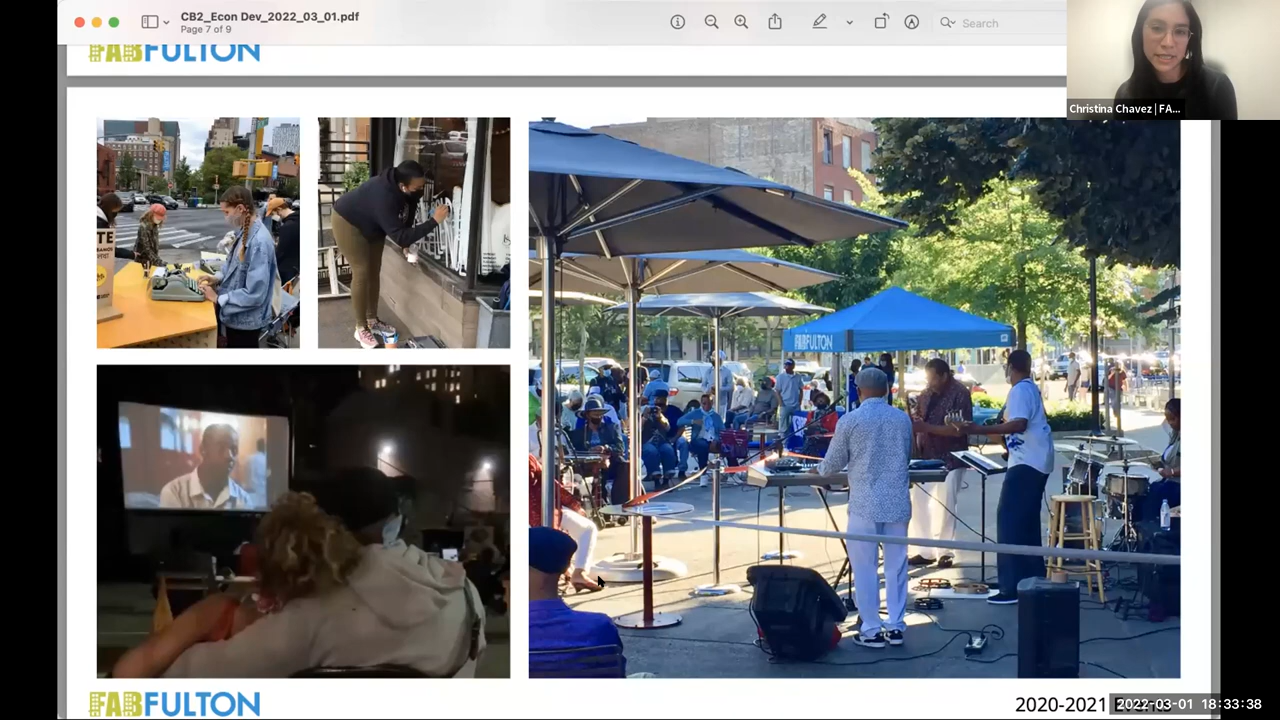 CB2_Econ Dev_2022_03_01.pdf
Page 7 of 9
Search
Christina Chavez | FA...
FABFULTON
TE
FABFULTON
FABFULTON
2020-2021
2022-03-01 18:33:38